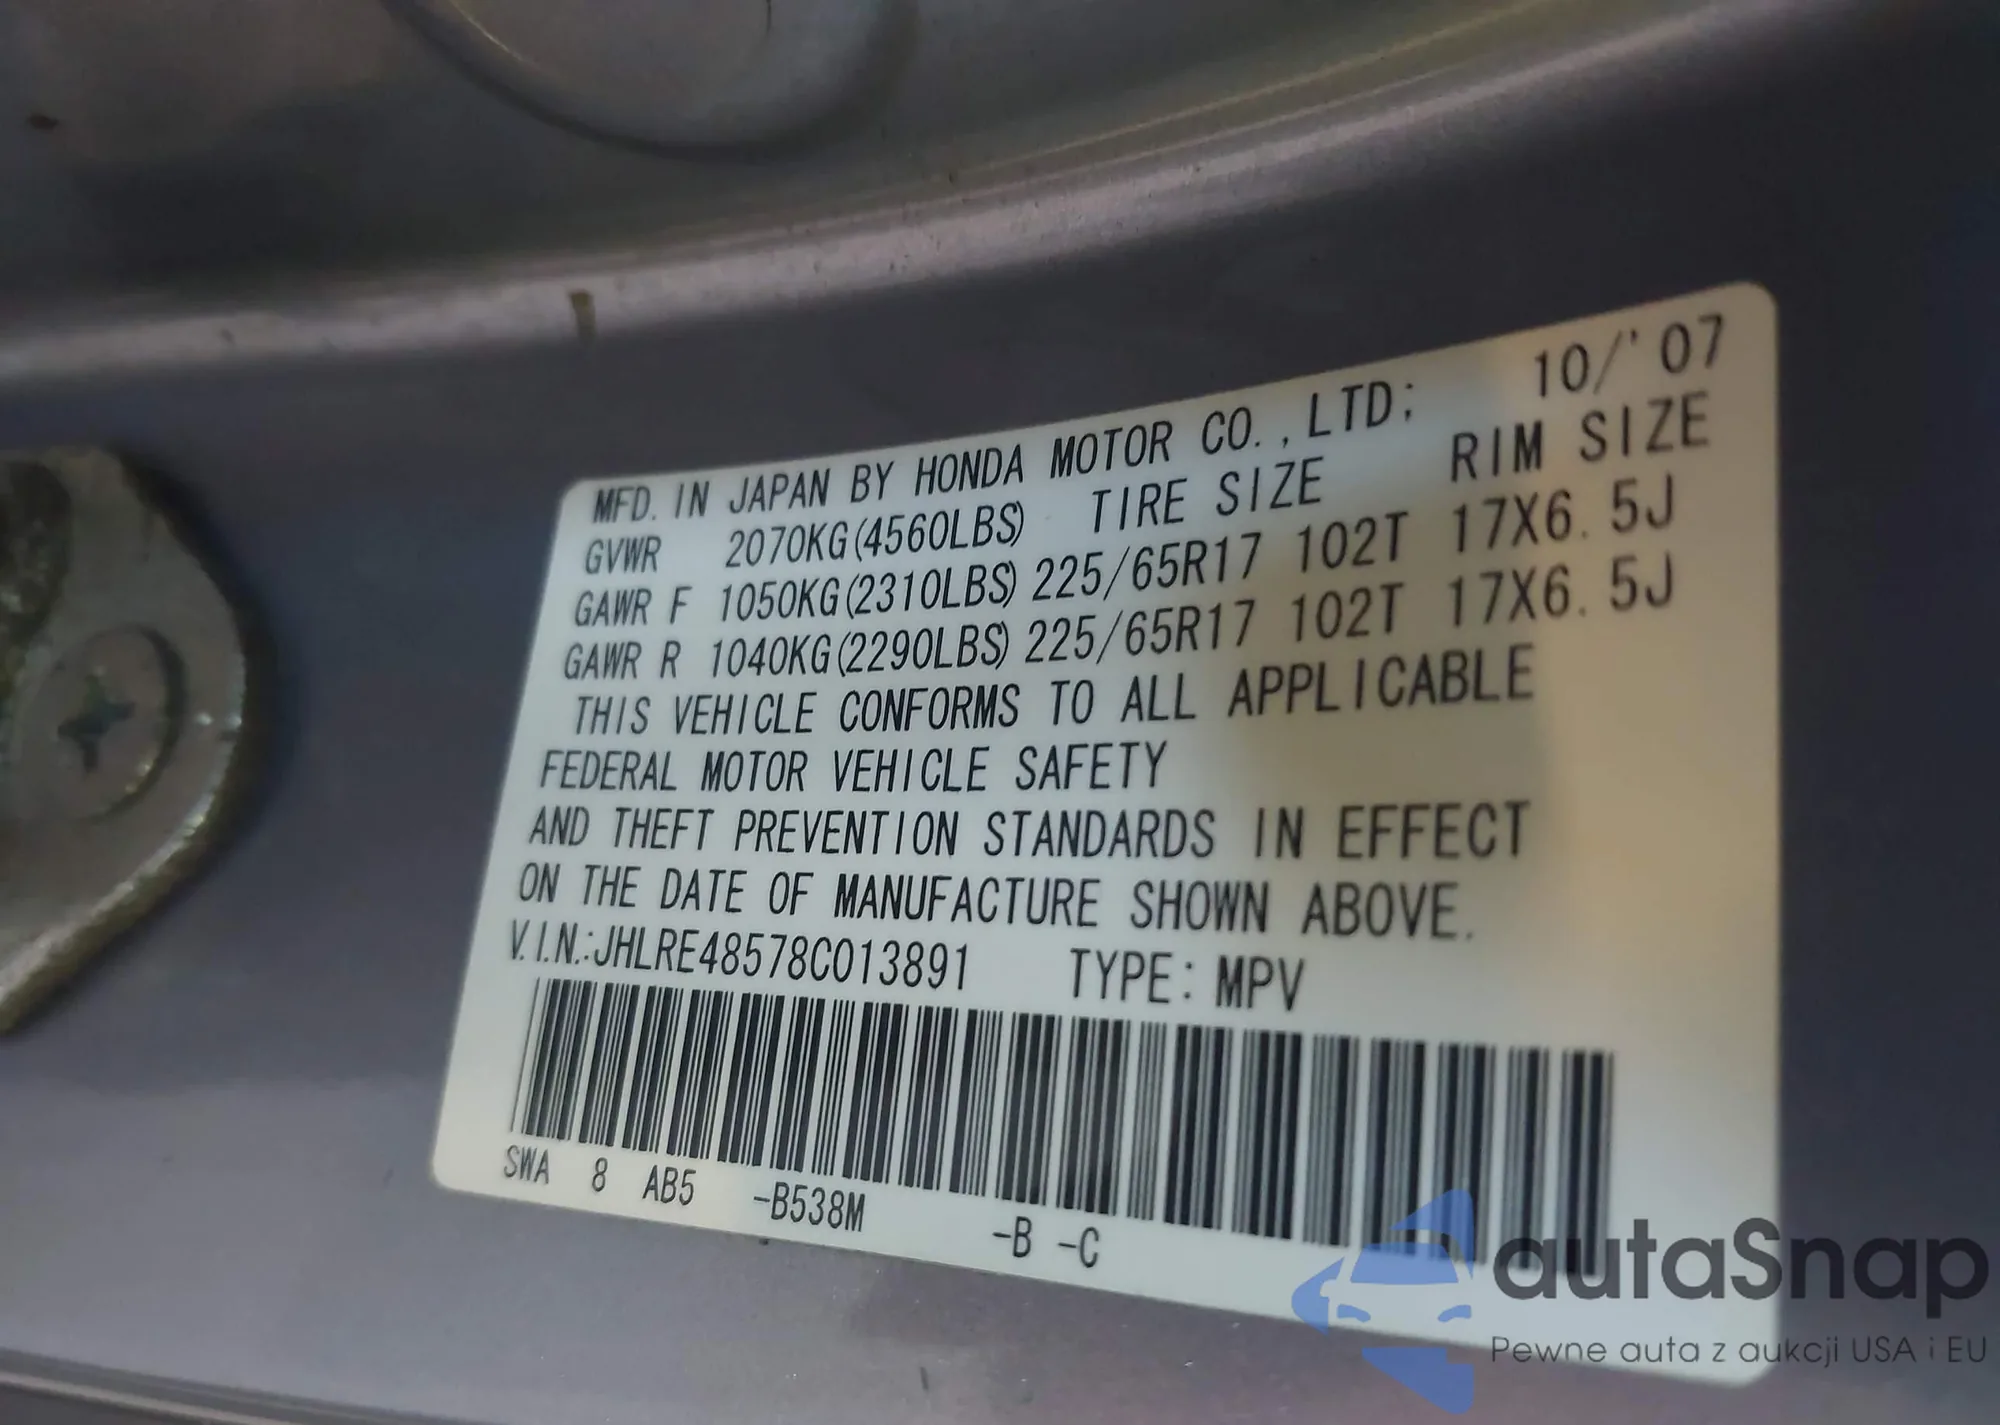 MFD. IN JAPAN BY HONDA MOTOR CO.,LTD; 10/'07
GVWR 2070KG(4560LBS) TIRE SIZE RIM SIZE
GAWR F 1050KG(2310LBS) 225/65R17 102T 17X6.5J
GAWR R 1040KG(2290LBS) 225/65R17 102T 17X6.5J
THIS VEHICLE CONFORMS TO ALL APPLICABLE
FEDERAL MOTOR VEHICLE SAFETY
AND THEFT PREVENTION STANDARDS IN EFFECT
ON THE DATE OF MANUFACTURE SHOWN ABOVE.
V.I.N.:JHLRE48578C013891 TYPE: MPV
SWA 8 AB5 -B538M -B -C
autaSnap
Pewne auta z aukcji USA i EU